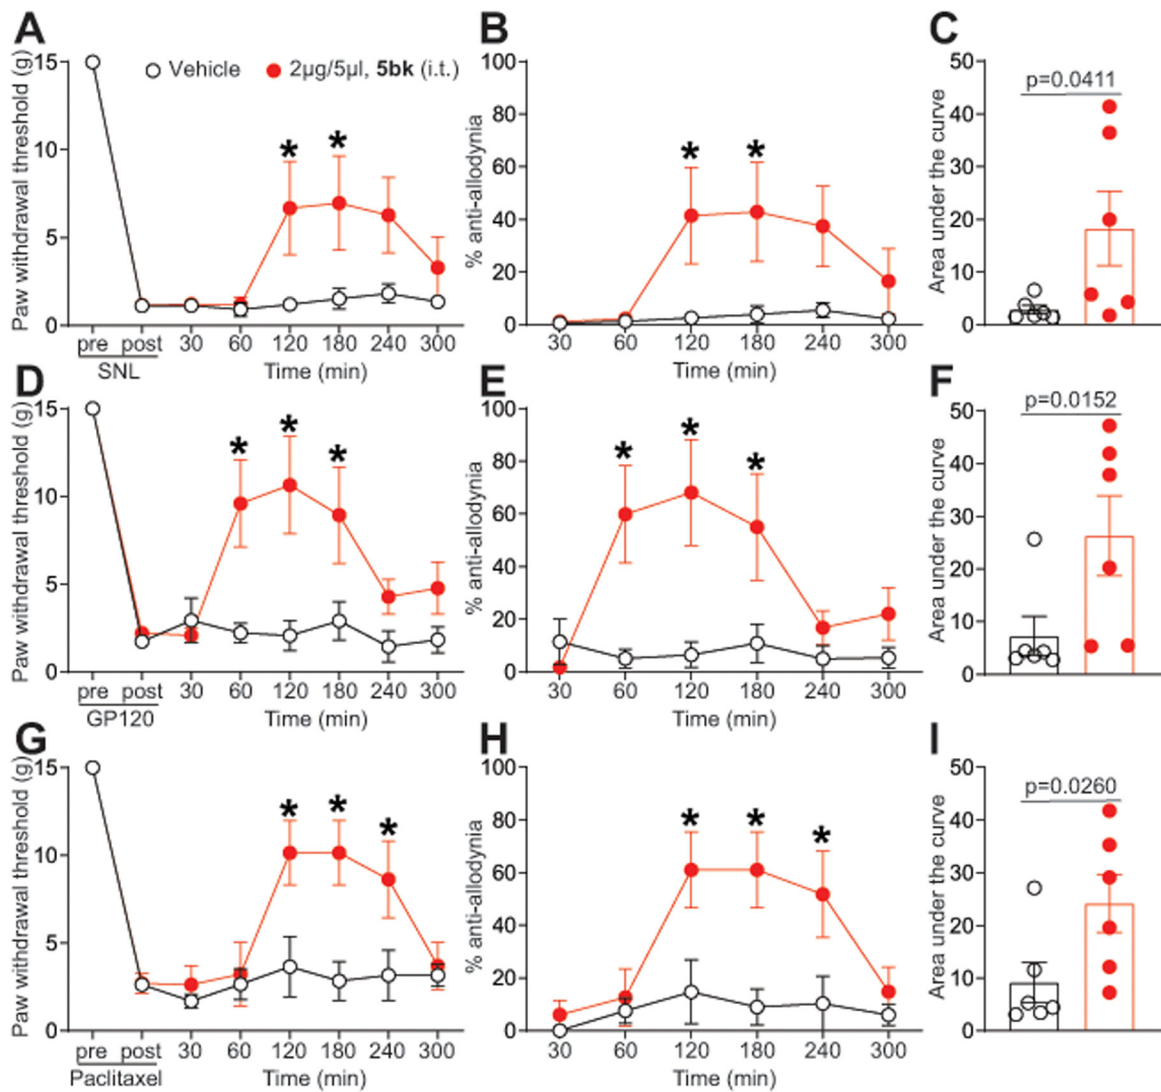 A
B
C
Paw withdrawal threshold (g)
15
10
5
0
Vehicle
2µg/5µl, 5bk (i.t.)
*
*
pre
post
30
60
120
180
240
300
SNL
Time (min)
% anti-allodynia
100
80
60
40
20
0
*
*
30
60
120
180
240
300
Time (min)
Area under the curve
50
40
30
20
10
0
p=0.0411
D
E
F
Paw withdrawal threshold (g)
15
10
5
0
*
*
*
pre
post
30
60
120
180
240
300
GP120
Time (min)
% anti-allodynia
100
80
60
40
20
0
*
*
*
30
60
120
180
240
300
Time (min)
Area under the curve
50
40
30
20
10
0
p=0.0152
G
H
I
Paw withdrawal threshold (g)
15
10
5
0
*
*
*
pre
post
30
60
120
180
240
300
Paclitaxel
Time (min)
% anti-allodynia
100
80
60
40
20
0
*
*
*
30
60
120
180
240
300
Time (min)
Area under the curve
50
40
30
20
10
0
p=0.0260